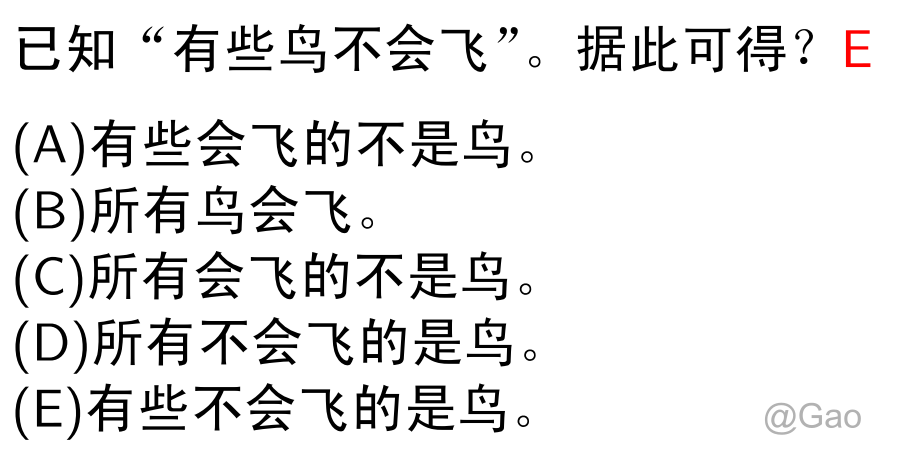 已知“有些鸟不会飞”。据此可得？E
(A)有些会飞的不是鸟。
(B)所有鸟会飞。
(C)所有会飞的不是鸟。
(D)所有不会飞的是鸟。
(E)有些不会飞的是鸟。
@Gao